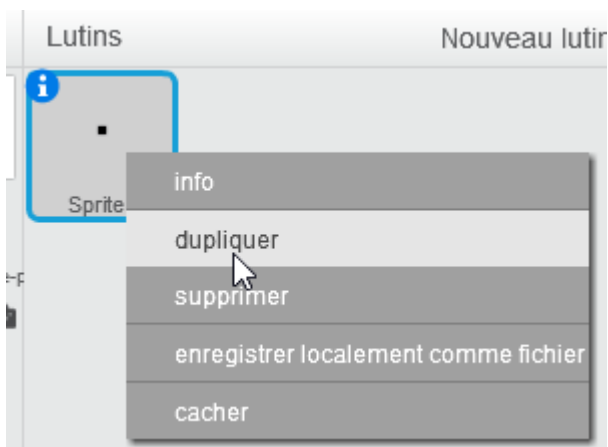 Lutins
Nouveau lutin
Sprite
info
dupliquer
supprimer
enregistrer localement comme fichier
cacher